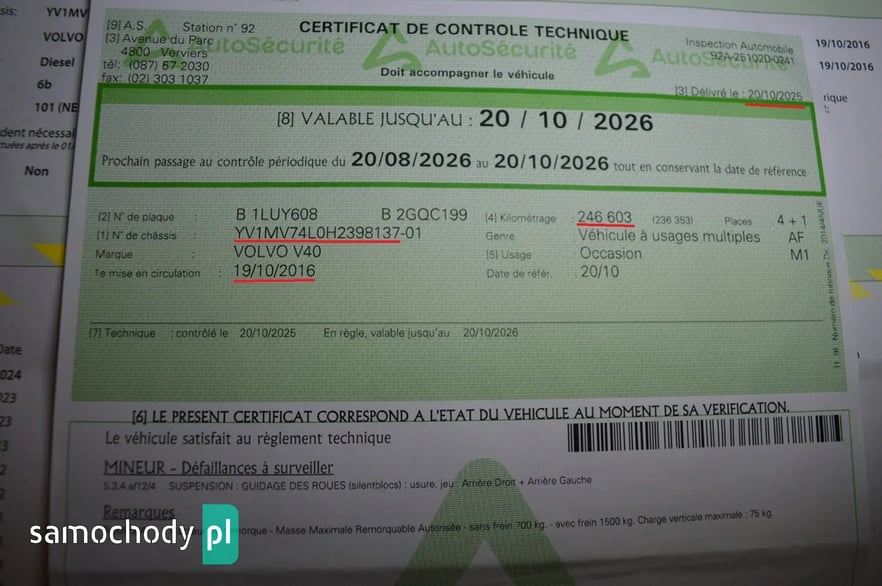 YV1MV
VOLVO
Diesel
6b
Non
[9] A.S. Station n° 92
[3] Avenue du Parc
4800 Verviers
tél: (087) 57 2030
fax: (02) 303 1037
AutoSécurité AutoSécurité AutoSécurité
CERTIFICAT DE CONTROLE TECHNIQUE
Doit accompagner le véhicule
Inspection Automobile
92A-251020-0241
[3] Délivré le : 20/10/2025
19/10/2016
19/10/2016
[8] VALABLE JUSQU'AU : 20 / 10 / 2026
Prochain passage au contrôle périodique du 20/08/2026 au 20/10/2026 tout en conservant la date de référence
[2] N° de plaque : B 1LUY608 B 2GQC199 [4] Kilométrage : 246 603 (236 353) Places : 4 + 1
[1] N° de châssis : YV1MV74L0H2398137-01 Genre : Véhicule à usages multiples AF
Marque : VOLVO V40 [5] Usage : Occasion M1
1e mise en circulation : 19/10/2016 Date de référ. : 20/10
[7] Technique : contrôlé le 20/10/2025 En règle, valable jusqu'au 20/10/2026
[6] LE PRESENT CERTIFICAT CORRESPOND A L'ETAT DU VEHICULE AU MOMENT DE SA VERIFICATION.
Le véhicule satisfait au règlement technique
MINEUR - Défaillances à surveiller
5.3.4.a/12/4 SUSPENSION : GUIDAGE DES ROUES (silentblocs) : usure, jeu : Arrière Droit + Arrière Gauche
Remarques
- Masse Maximale Remorquable Autorisée - sans frein 700 kg. - avec frein 1500 kg. Charge verticale maximale : 75 kg.
samochody pl